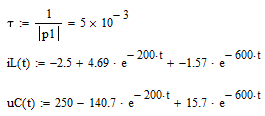 τ := 1/|p1| = 5 × 10^-3
iL(t) := -2.5 + 4.69 · e^-200·t + -1.57 · e^-600·t
uC(t) := 250 - 140.7 · e^-200·t + 15.7 · e^-600·t